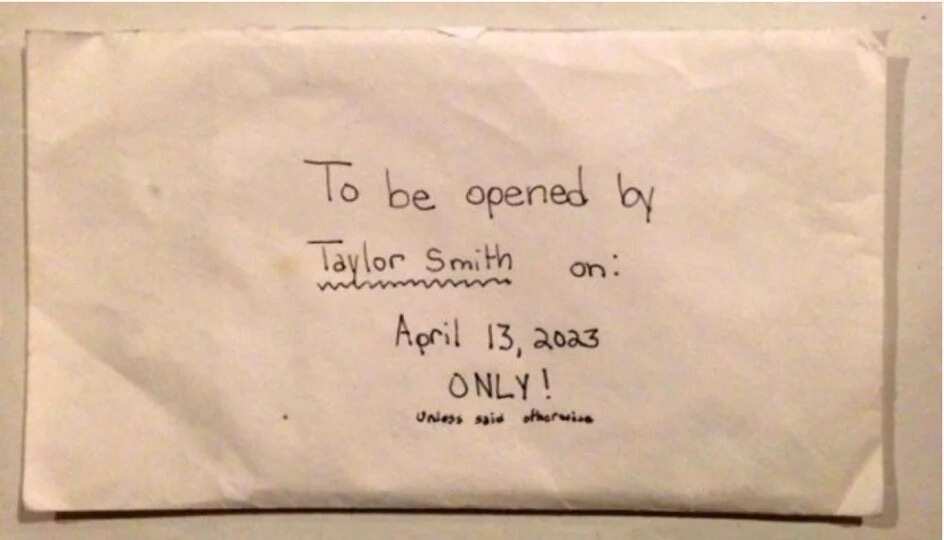 To be opened by
Taylor Smith on:
April 13, 2023
ONLY!
unless said otherwise